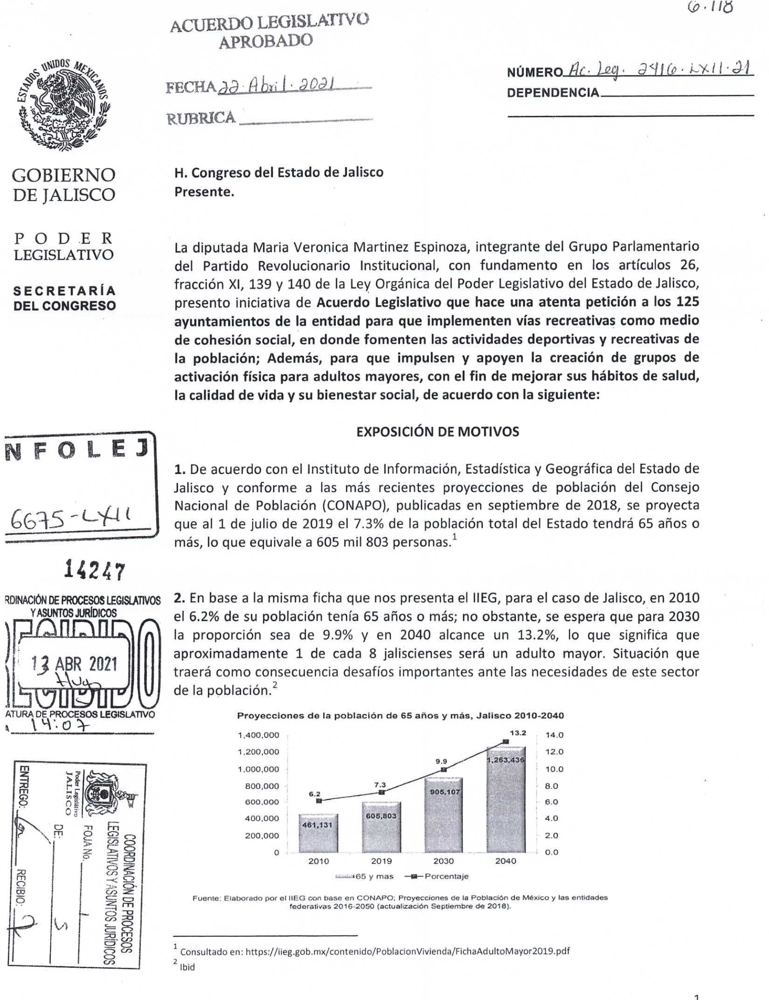 6.118
ACUERDO LEGISLATIVO
APROBADO
FECHA 22. Abril. 2021
RUBRICA
NÚMERO Ac. Leg. 2416. LXII. 21
DEPENDENCIA
ESTADOS UNIDOS MEXICANOS
GOBIERNO
DE JALISCO
PODER
LEGISLATIVO
SECRETARÍA
DEL CONGRESO
H. Congreso del Estado de Jalisco
Presente.
La diputada Maria Veronica Martinez Espinoza, integrante del Grupo Parlamentario
del Partido Revolucionario Institucional, con fundamento en los artículos 26,
fracción XI, 139 y 140 de la Ley Orgánica del Poder Legislativo del Estado de Jalisco,
presento iniciativa de Acuerdo Legislativo que hace una atenta petición a los 125
ayuntamientos de la entidad para que implementen vías recreativas como medio
de cohesión social, en donde fomenten las actividades deportivas y recreativas de
la población; Además, para que impulsen y apoyen la creación de grupos de
activación física para adultos mayores, con el fin de mejorar sus hábitos de salud,
la calidad de vida y su bienestar social, de acuerdo con la siguiente:
EXPOSICIÓN DE MOTIVOS
NFOLEJ
6675-LXII
1. De acuerdo con el Instituto de Información, Estadística y Geográfica del Estado de
Jalisco y conforme a las más recientes proyecciones de población del Consejo
Nacional de Población (CONAPO), publicadas en septiembre de 2018, se proyecta
que al 1 de julio de 2019 el 7.3% de la población total del Estado tendrá 65 años o
más, lo que equivale a 605 mil 803 personas.1
14247
RDINACIÓN DE PROCESOS LEGISLATIVOS
Y ASUNTOS JURÍDICOS
ECIBIDO
13 ABR 2021
Hugo
ATURA DE PROCESOS LEGISLATIVO
A 14:07
2. En base a la misma ficha que nos presenta el IIEG, para el caso de Jalisco, en 2010
el 6.2% de su población tenía 65 años o más; no obstante, se espera que para 2030
la proporción sea de 9.9% y en 2040 alcance un 13.2%, lo que significa que
aproximadamente 1 de cada 8 jaliscienses será un adulto mayor. Situación que
traerá como consecuencia desafíos importantes ante las necesidades de este sector
de la población.2
Proyecciones de la población de 65 años y más, Jalisco 2010-2040
1,400,000
1,200,000
1,000,000
800,000
600,000
400,000
200,000
0
6.2
7.3
9.9
13.2
461,131
605,803
905,107
1,263,436
14.0
12.0
10.0
8.0
6.0
4.0
2.0
0.0
2010 2019 2030 2040
65 y mas Porcentaje
Fuente: Elaborado por el IIEG con base en CONAPO; Proyecciones de la Población de México y las entidades
federativas 2016-2050 (actualización Septiembre de 2018).
COORDINACIÓN DE PROCESOS
LEGISLATIVOS Y ASUNTOS JURÍDICOS
Poder Legislativo
JALISCO
FOJA No. 1
DE: 5
ENTREGO: RECIBIO:
1 Consultado en: https://iieg.gob.mx/contenido/PoblacionVivienda/FichaAdultoMayor2019.pdf
2 Ibid
1